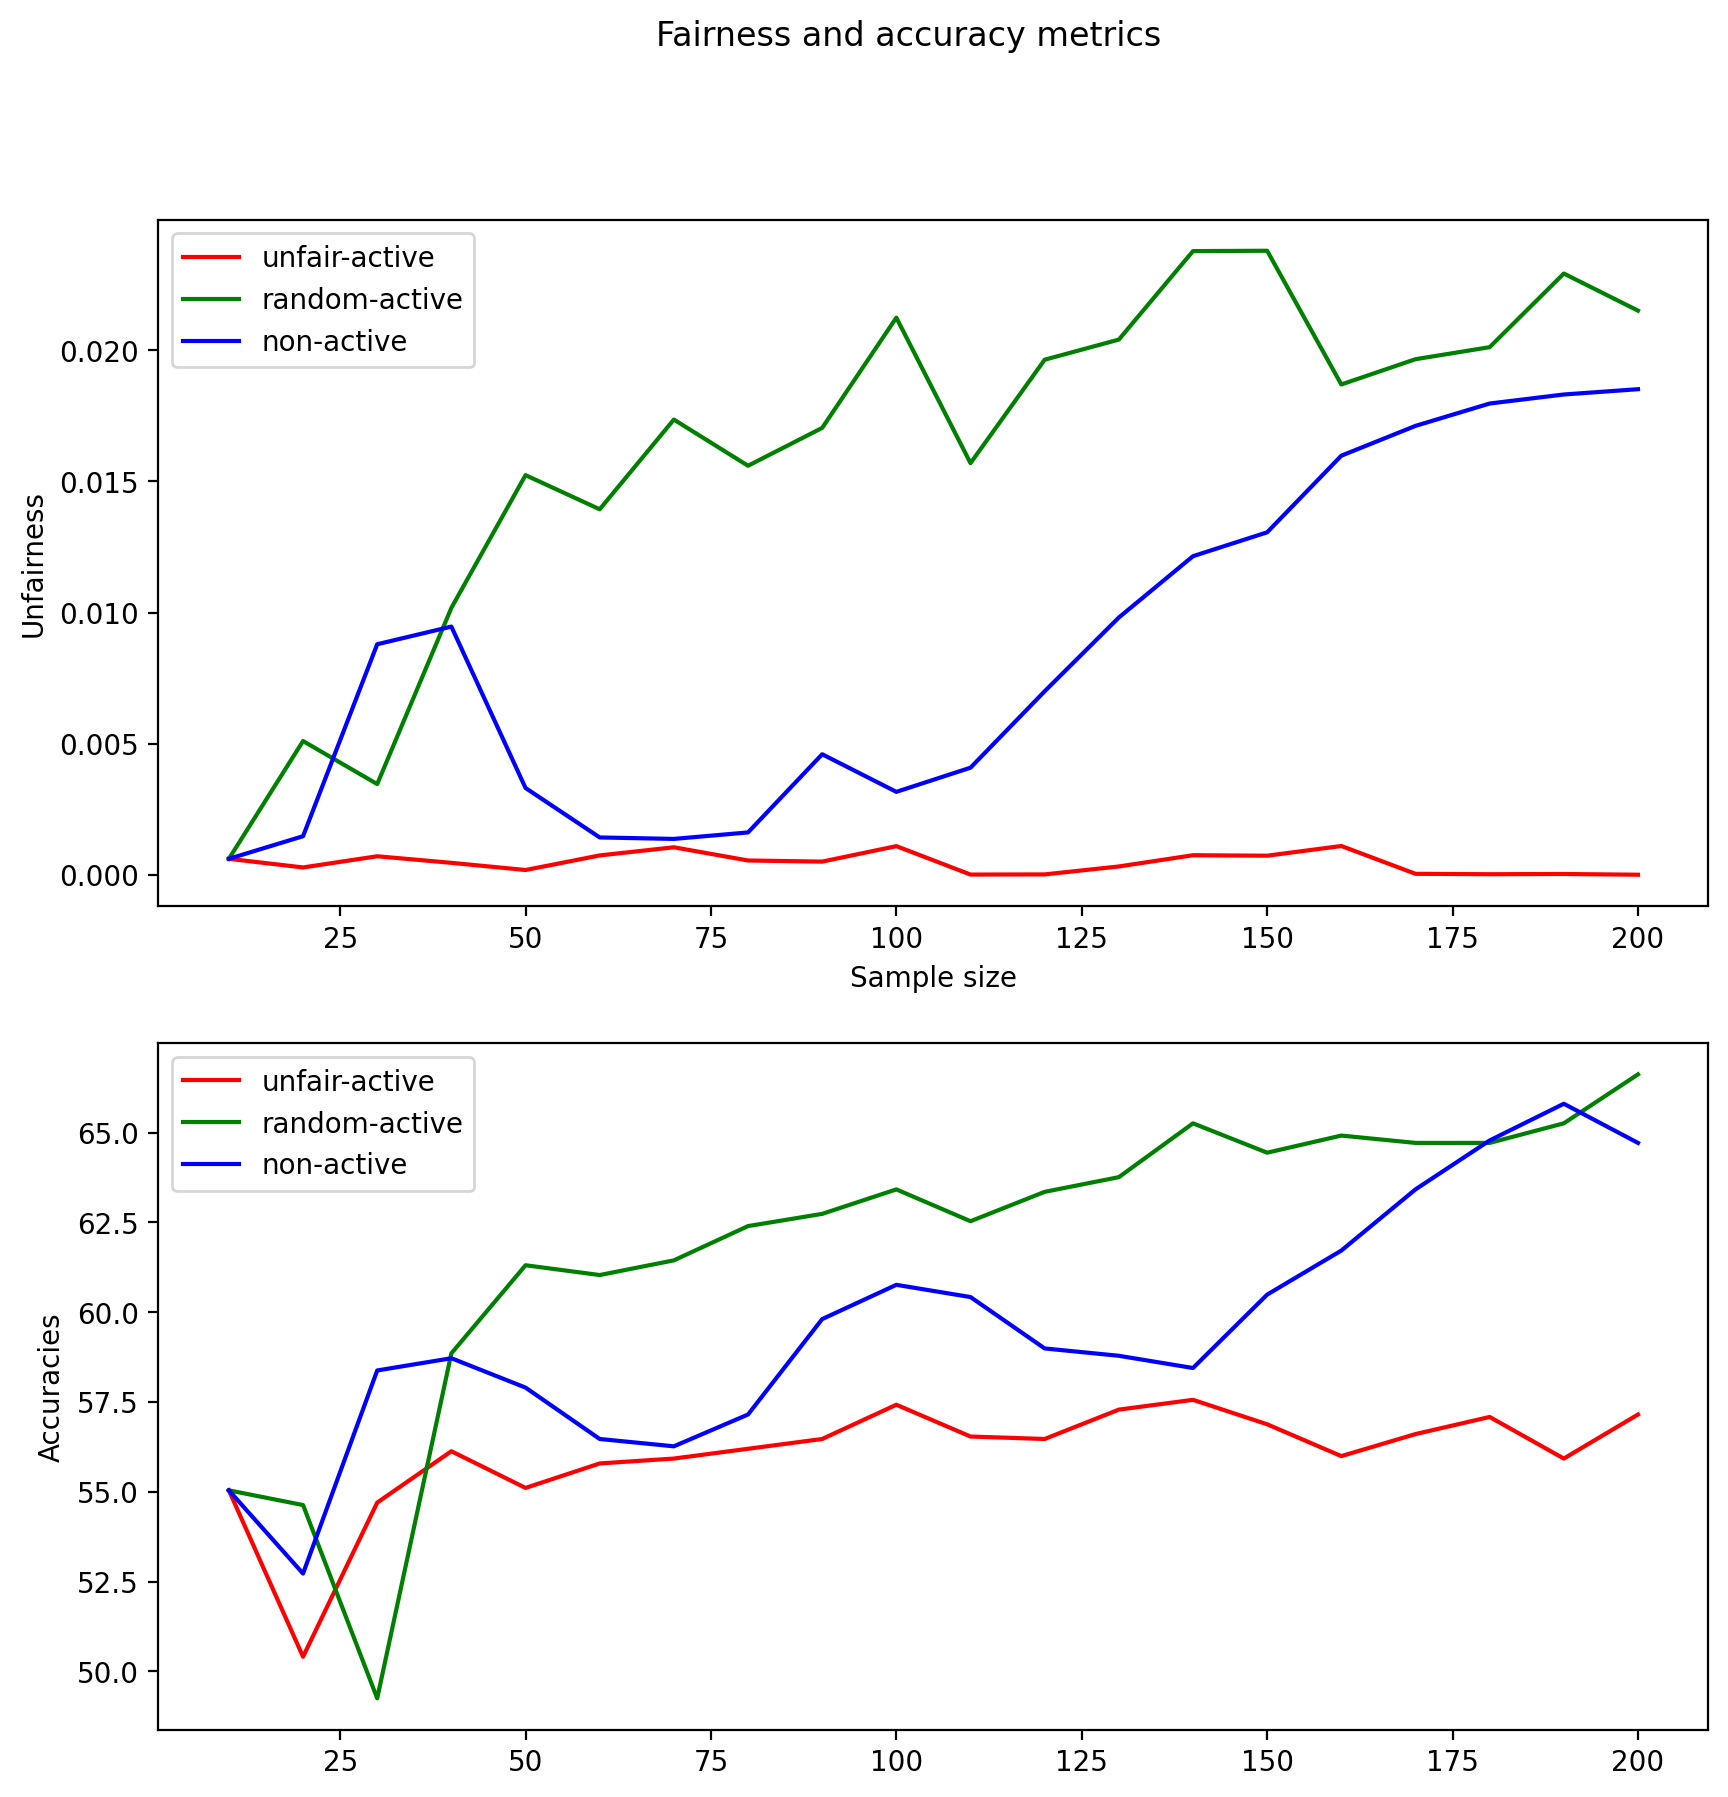 Fairness and accuracy metrics
unfair-active
random-active
non-active
Unfairness
0.020
0.015
0.010
0.005
0.000
25 50 75 100 125 150 175 200
Sample size
unfair-active
random-active
non-active
Accuracies
65.0
62.5
60.0
57.5
55.0
52.5
50.0
25 50 75 100 125 150 175 200